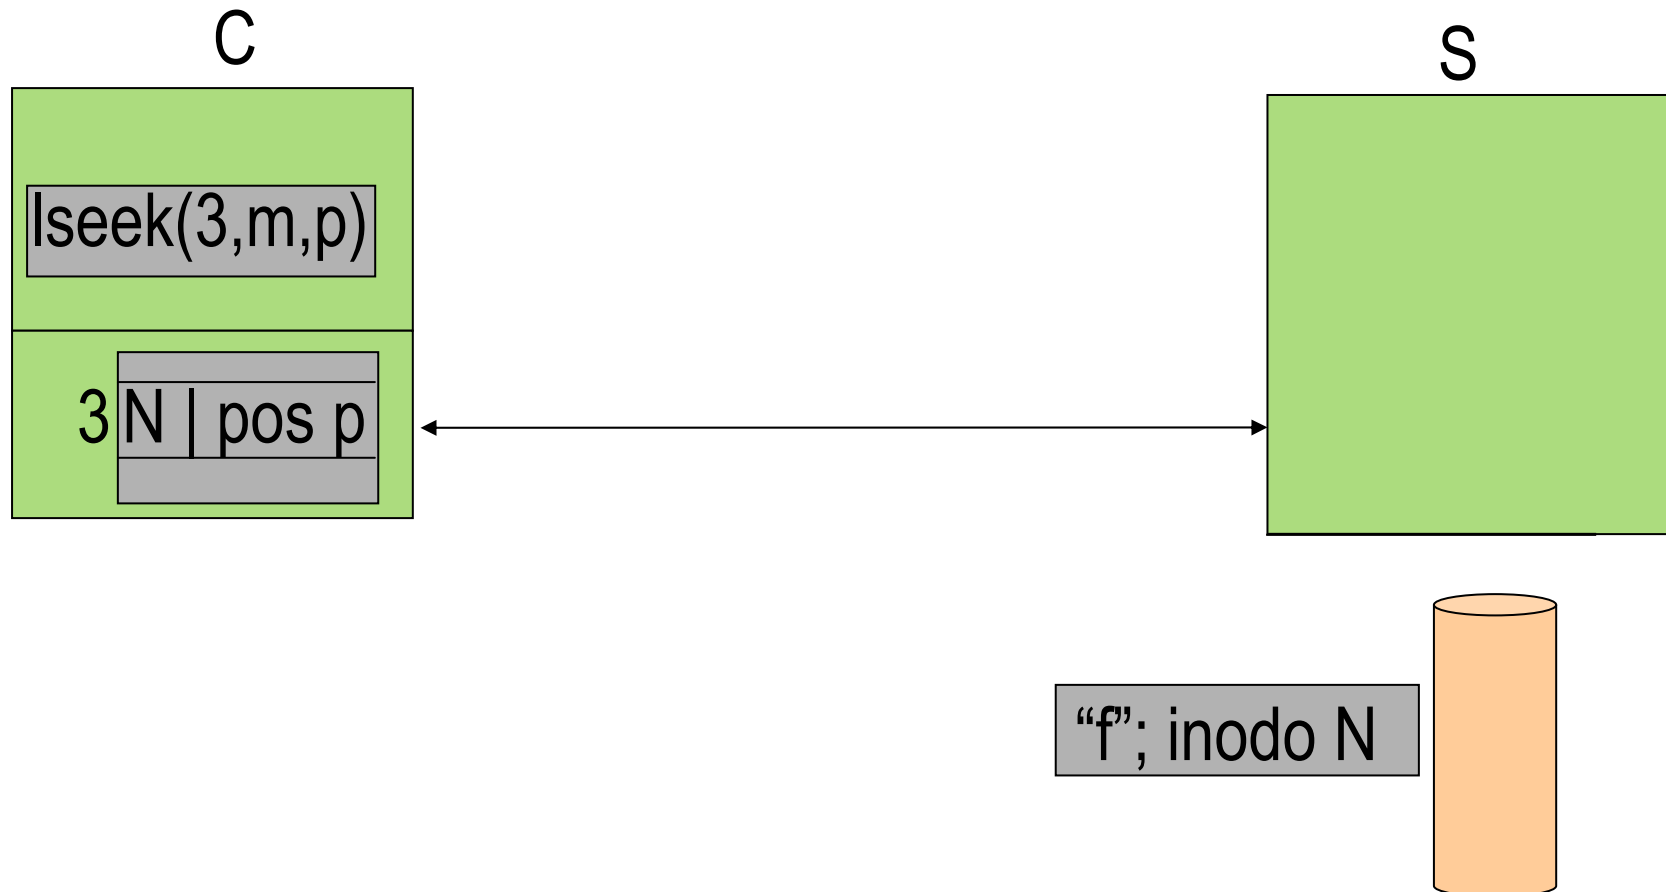 C
S
lseek(3,m,p)
3 N | pos p
“f”; inodo N